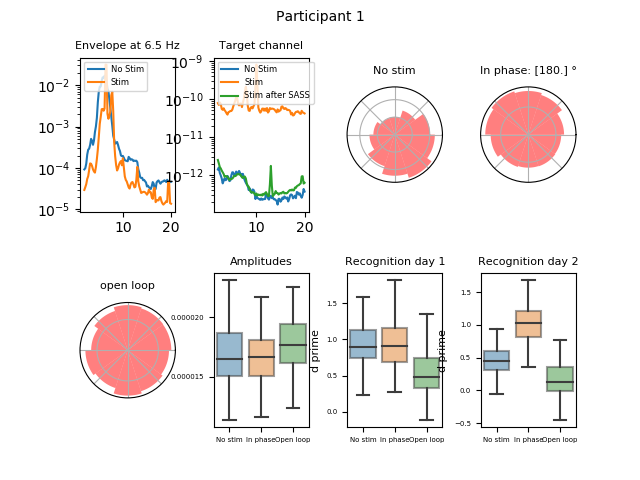 Participant 1
Envelope at 6.5 Hz
No Stim
Stim
10⁻²
10⁻³
10⁻⁴
10⁻⁵
10
20
Target channel
No Stim
Stim
Stim after SASS
10⁻⁹
10⁻¹⁰
10⁻¹¹
10⁻¹²
10
20
No stim
In phase: [180.] °
open loop
Amplitudes
0.000020
0.000015
No stim
In phase
Open loop
Recognition day 1
d prime
1.5
1.0
0.5
0.0
No stim
In phase
Open loop
Recognition day 2
d prime
1.5
1.0
0.5
0.0
−0.5
No stim
In phase
Open loop